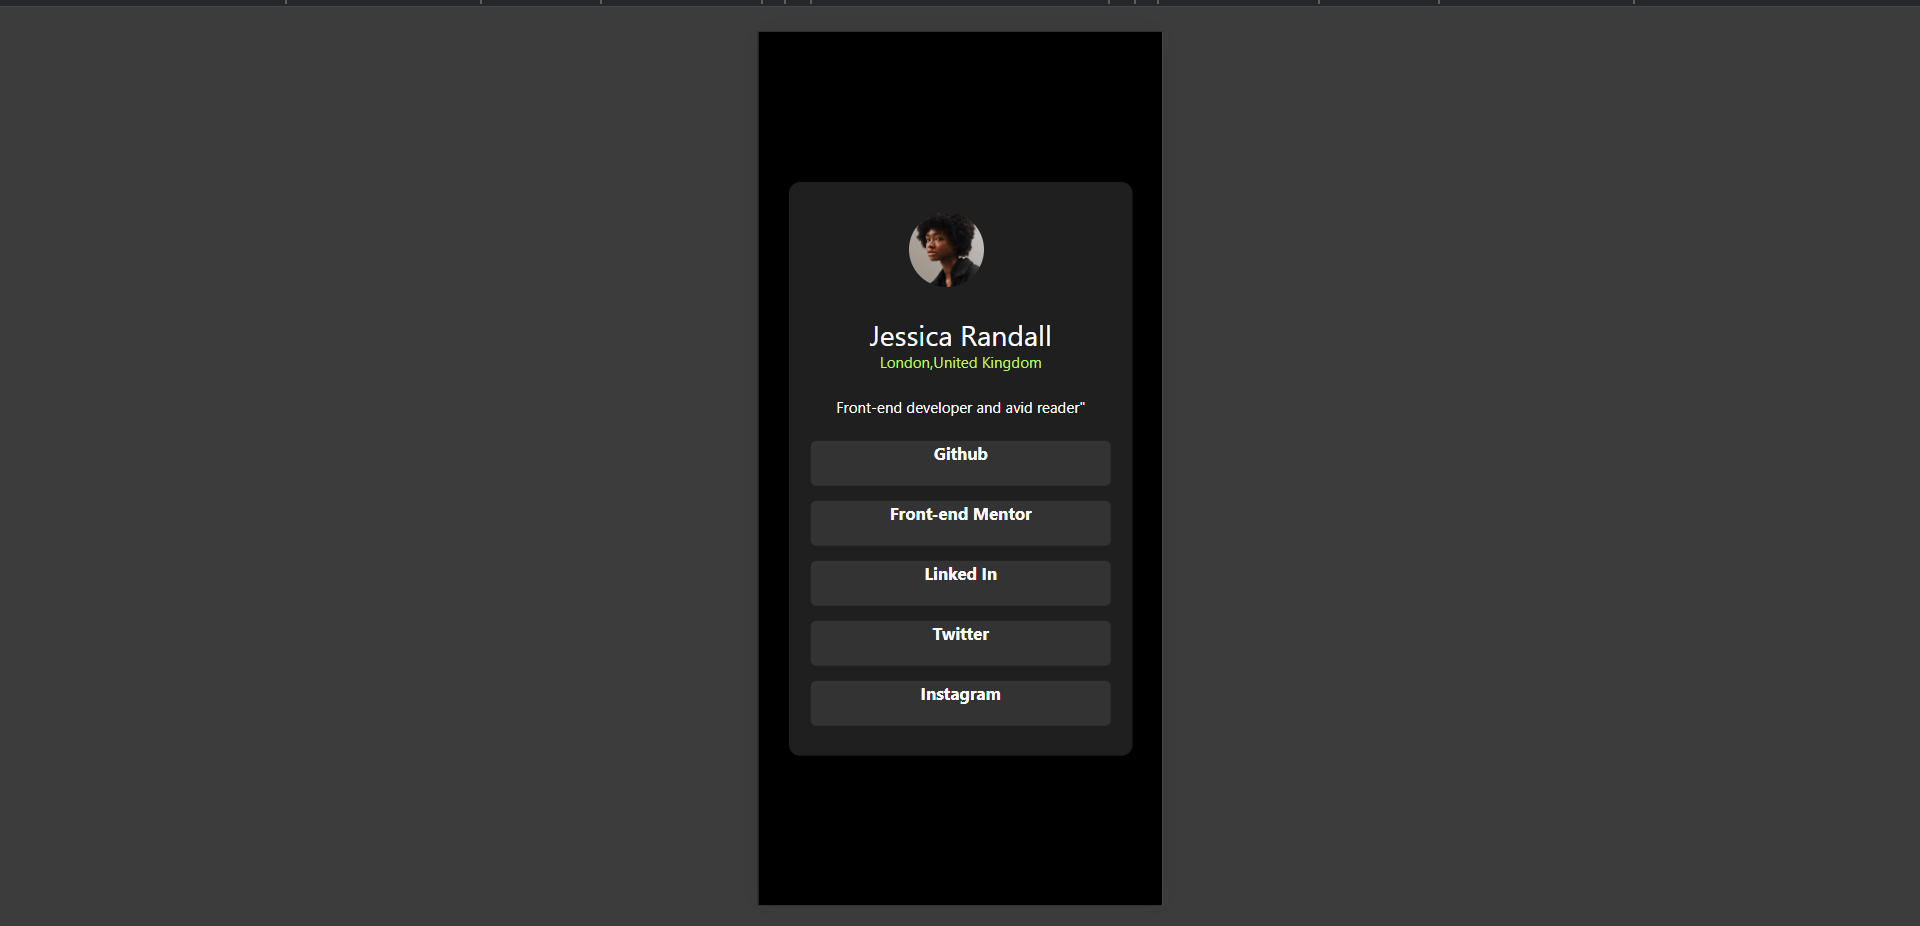 Jessica Randall
London,United Kingdom
Front-end developer and avid reader"
Github
Front-end Mentor
Linked In
Twitter
Instagram